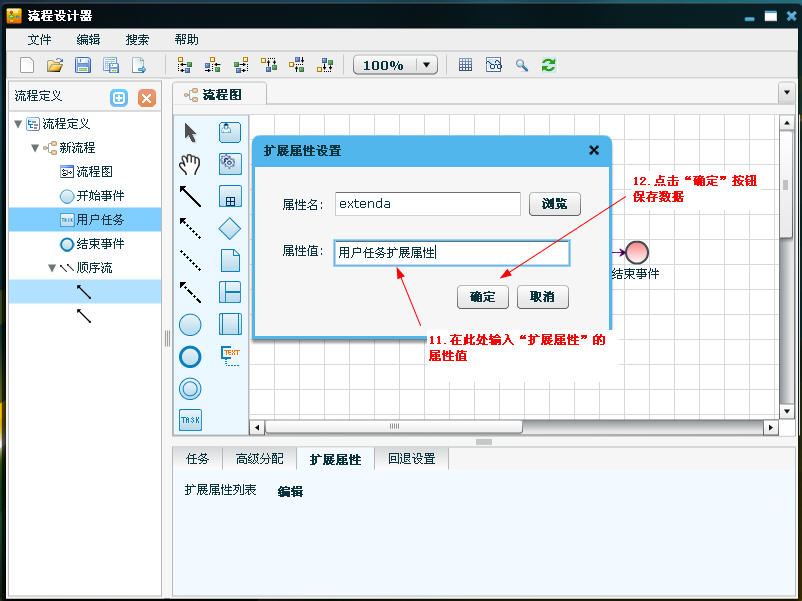 流程设计器
文件 编辑 搜索 帮助
100%
流程定义
流程图
流程定义
新流程
流程图
开始事件
TASK 用户任务
结束事件
顺序流
扩展属性设置
属性名: extenda 浏览
属性值: 用户任务扩展属性
确定 取消
12.点击“确定”按钮
保存数据
结束事件
11.在此处输入“扩展属性”的
属性值
TEXT
TASK
任务 高级分配 扩展属性 回退设置
扩展属性列表 编辑